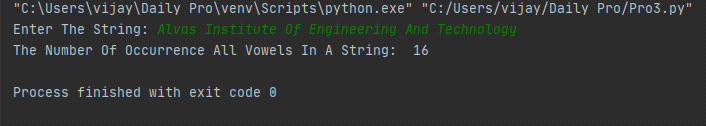 "C:\Users\vijay\Daily Pro\venv\Scripts\python.exe" "C:/Users/vijay/Daily Pro/Pro3.py"
Enter The String: Alvas Institute Of Engineering And Technology
The Number Of Occurrence All Vowels In A String:  16
Process finished with exit code 0